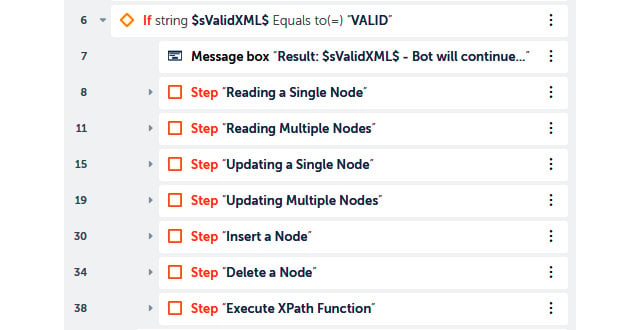 6 If string $sValidXML$ Equals to(=) "VALID"
7 Message box "Result: $sValidXML$ - Bot will continue..."
8 Step "Reading a Single Node"
11 Step "Reading Multiple Nodes"
15 Step "Updating a Single Node"
19 Step "Updating Multiple Nodes"
30 Step "Insert a Node"
34 Step "Delete a Node"
38 Step "Execute XPath Function"